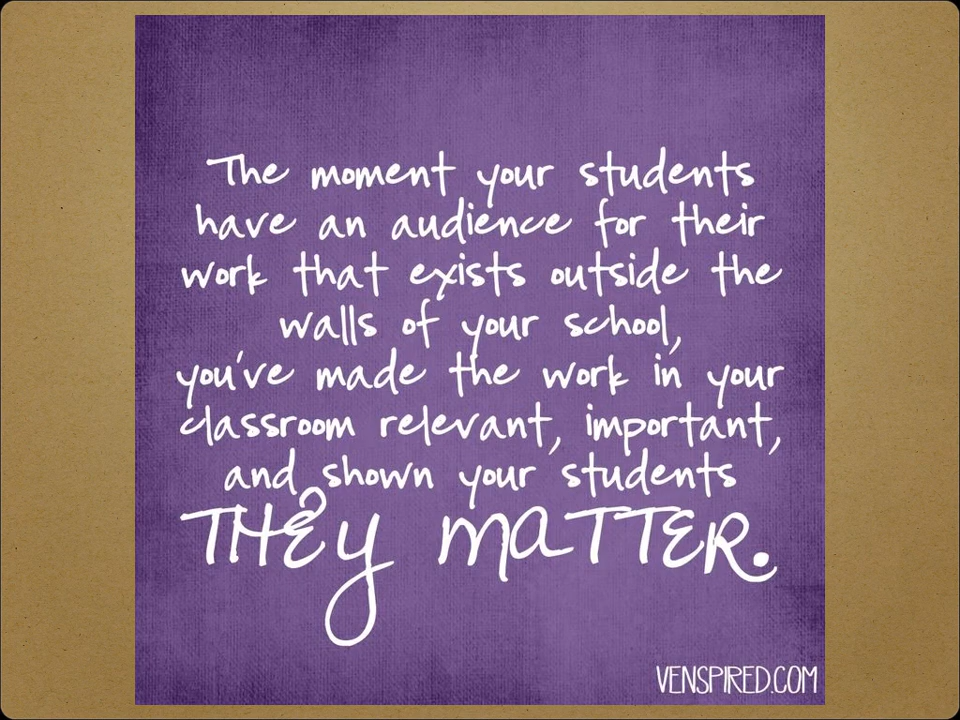 The moment your students
have an audience for their
work that exists outside the
walls of your school,
you've made the work in your
classroom relevant, important,
and shown your students
THEY MATTER.
VENSPIRED.COM